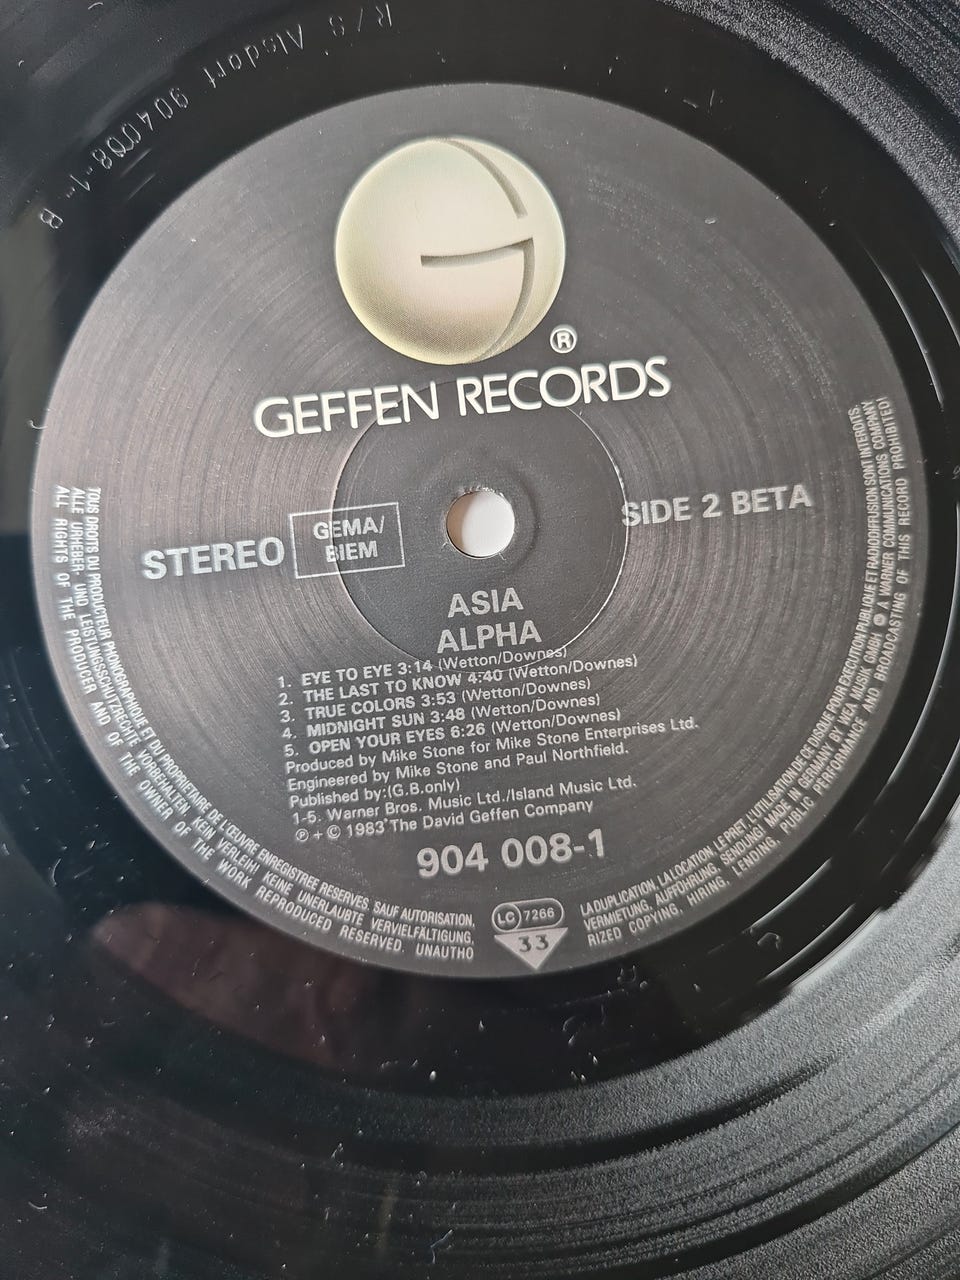 R/S Alsdorf 904008-1 B
®
GEFFEN RECORDS
STEREO
GEMA/
BIEM
SIDE 2 BETA
ASIA
ALPHA
1. EYE TO EYE 3:14 (Wetton/Downes)
2. THE LAST TO KNOW 4:40 (Wetton/Downes)
3. TRUE COLORS 3:53 (Wetton/Downes)
4. MIDNIGHT SUN 3:48 (Wetton/Downes)
5. OPEN YOUR EYES 6:26 (Wetton/Downes)
Produced by Mike Stone for Mike Stone Enterprises Ltd.
Engineered by Mike Stone and Paul Northfield.
Published by:(G.B.only)
1-5. Warner Bros. Music Ltd./Island Music Ltd.
℗ + © 1983 The David Geffen Company
904 008-1
LC 7266
33
TOUS DROITS DU PRODUCTEUR PHONOGRAPHIQUE ET DU PROPRIETAIRE DE L'ŒUVRE ENREGISTREE RESERVES. SAUF AUTORISATION, LA DUPLICATION, LA LOCATION, LE PRET, L'UTILISATION DE CE DISQUE POUR EXECUTION PUBLIQUE ET RADIODIFFUSION SONT INTERDITS.
ALLE URHEBER- UND LEISTUNGSSCHUTZRECHTE VORBEHALTEN. KEIN VERLEIH! KEINE UNERLAUBTE VERVIELFÄLTIGUNG, VERMIETUNG, AUFFÜHRUNG, SENDUNG! MADE IN GERMANY BY WEA MUSIC GMBH A WARNER COMMUNICATIONS COMPANY
ALL RIGHTS OF THE PRODUCER AND OF THE OWNER OF THE WORK REPRODUCED RESERVED. UNAUTHORIZED COPYING, HIRING, LENDING, PUBLIC PERFORMANCE AND BROADCASTING OF THIS RECORD PROHIBITED!